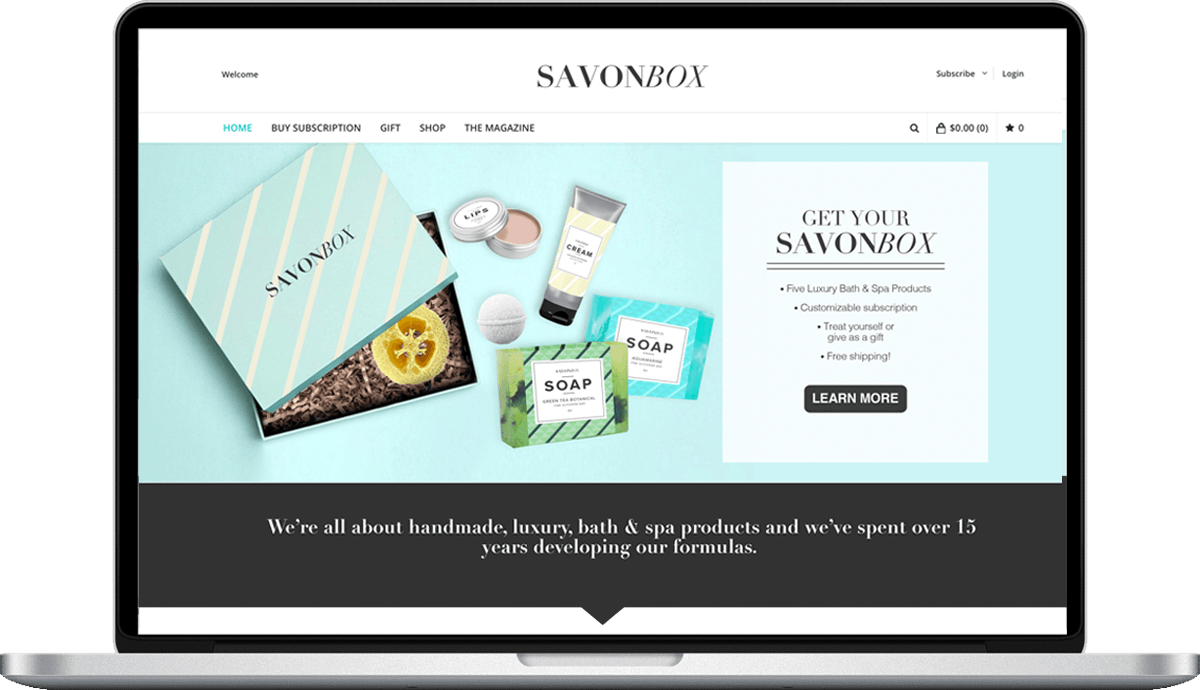 Welcome
SAVONBOX
Subscribe
Login
HOME
BUY SUBSCRIPTION
GIFT
SHOP
THE MAGAZINE
$0.00 (0)
0
SAVONBOX
LIPS
CREAM
SAVONBOX
SOAP
AQUAMARINE
SAVONBOX
SOAP
GREEN TEA BOTANICAL
GET YOUR
SAVONBOX
• Five Luxury Bath & Spa Products
• Customizable subscription
• Treat yourself or
give as a gift
• Free shipping!
LEARN MORE
We're all about handmade, luxury, bath & spa products and we've spent over 15
years developing our formulas.